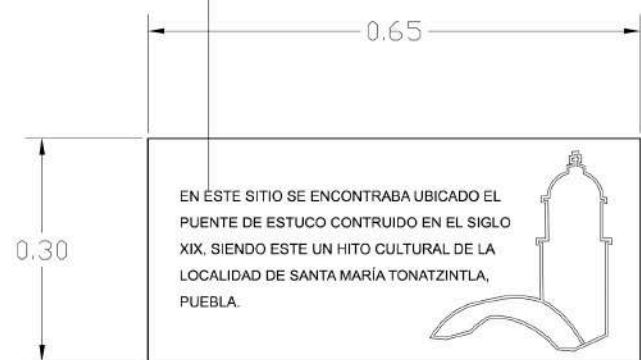 0.65
0.30
EN ESTE SITIO SE ENCONTRABA UBICADO EL
PUENTE DE ESTUCO CONTRUIDO EN EL SIGLO
XIX, SIENDO ESTE UN HITO CULTURAL DE LA
LOCALIDAD DE SANTA MARÍA TONATZINTLA,
PUEBLA.